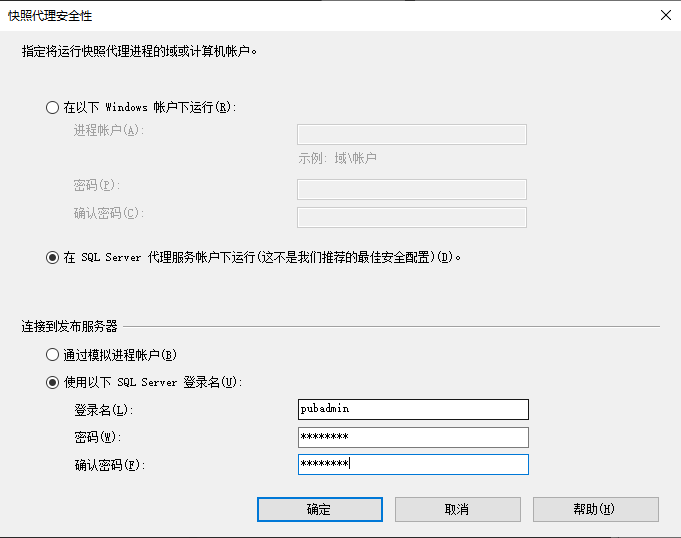 快照代理安全性
指定将运行快照代理进程的域或计算机帐户。
在以下 Windows 帐户下运行(R):
进程帐户(A):
示例: 域\帐户
密码(P):
确认密码(C):
在 SQL Server 代理服务帐户下运行(这不是我们推荐的最佳安全配置)(D)。
连接到发布服务器
通过模拟进程帐户(B)
使用以下 SQL Server 登录名(U):
登录名(L): pubadmin
密码(W): ********
确认密码(F): ********
确定 取消 帮助(H)